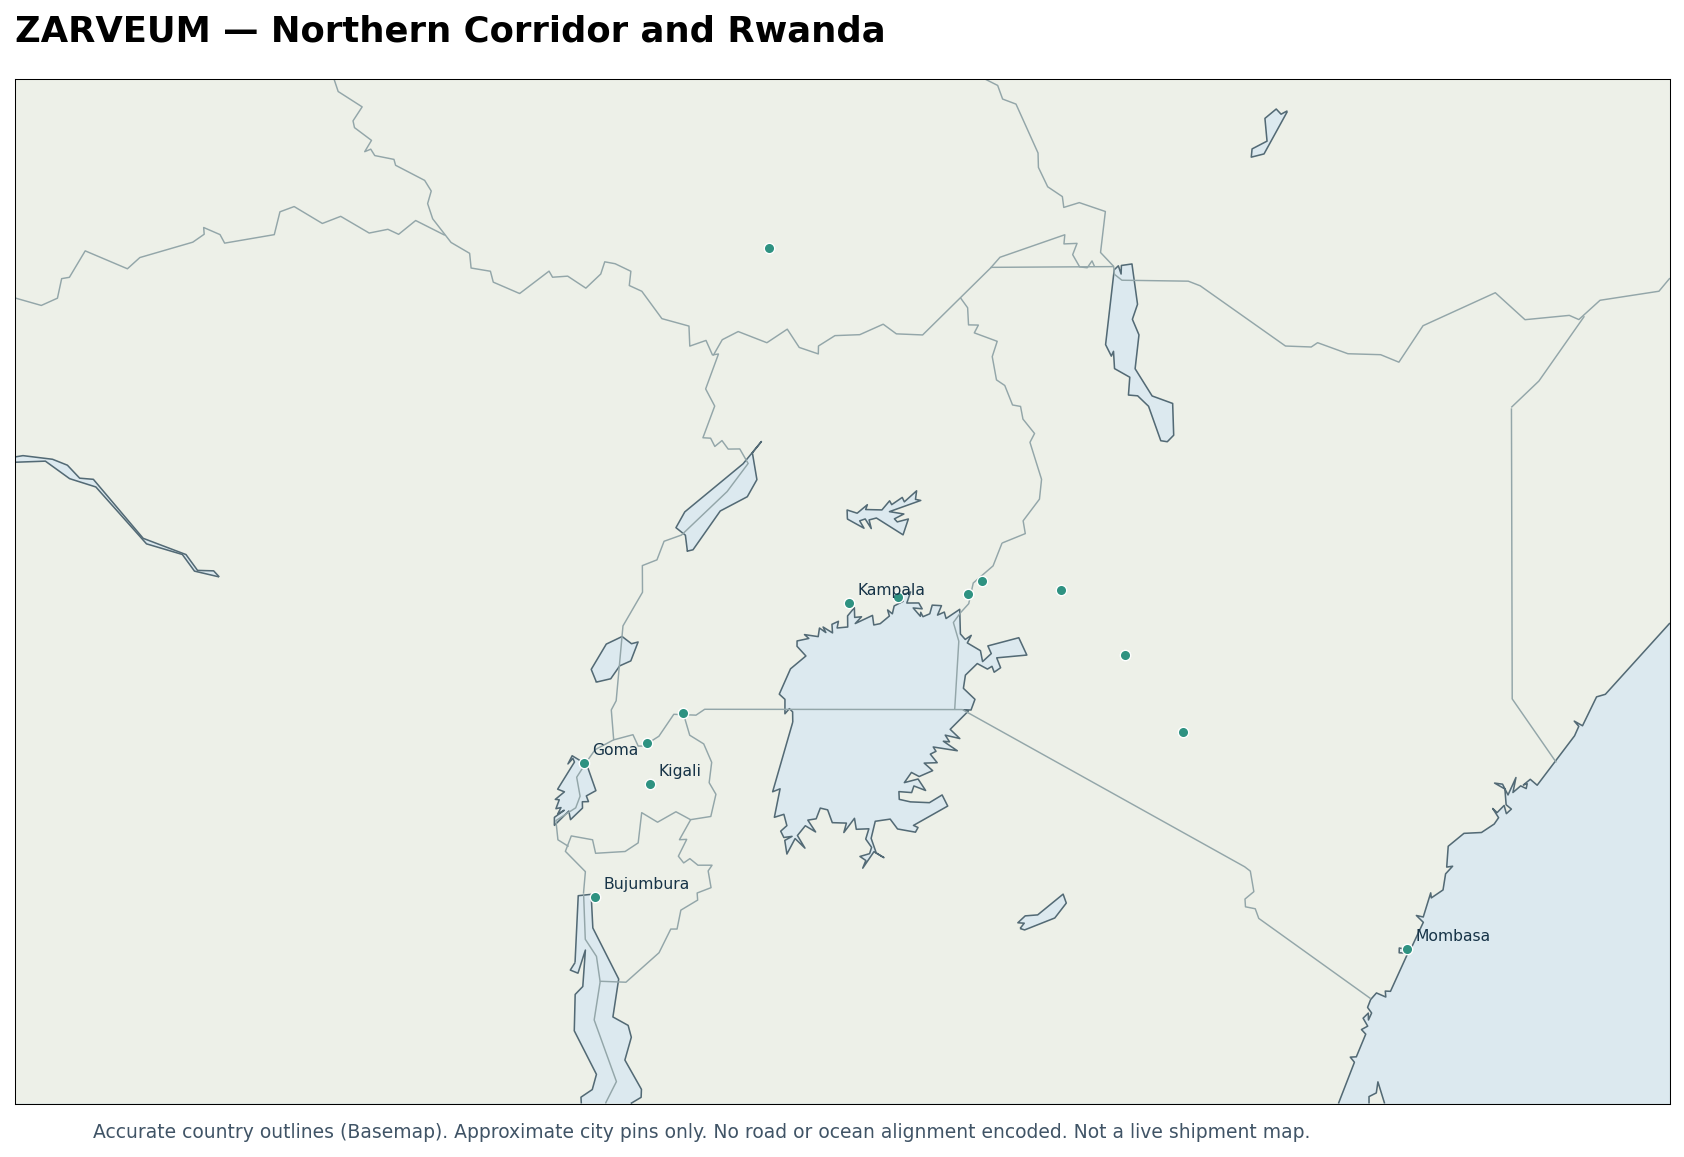 ZARVEUM — Northern Corridor and Rwanda
Kampala
Goma
Kigali
Bujumbura
Mombasa
Accurate country outlines (Basemap). Approximate city pins only. No road or ocean alignment encoded. Not a live shipment map.